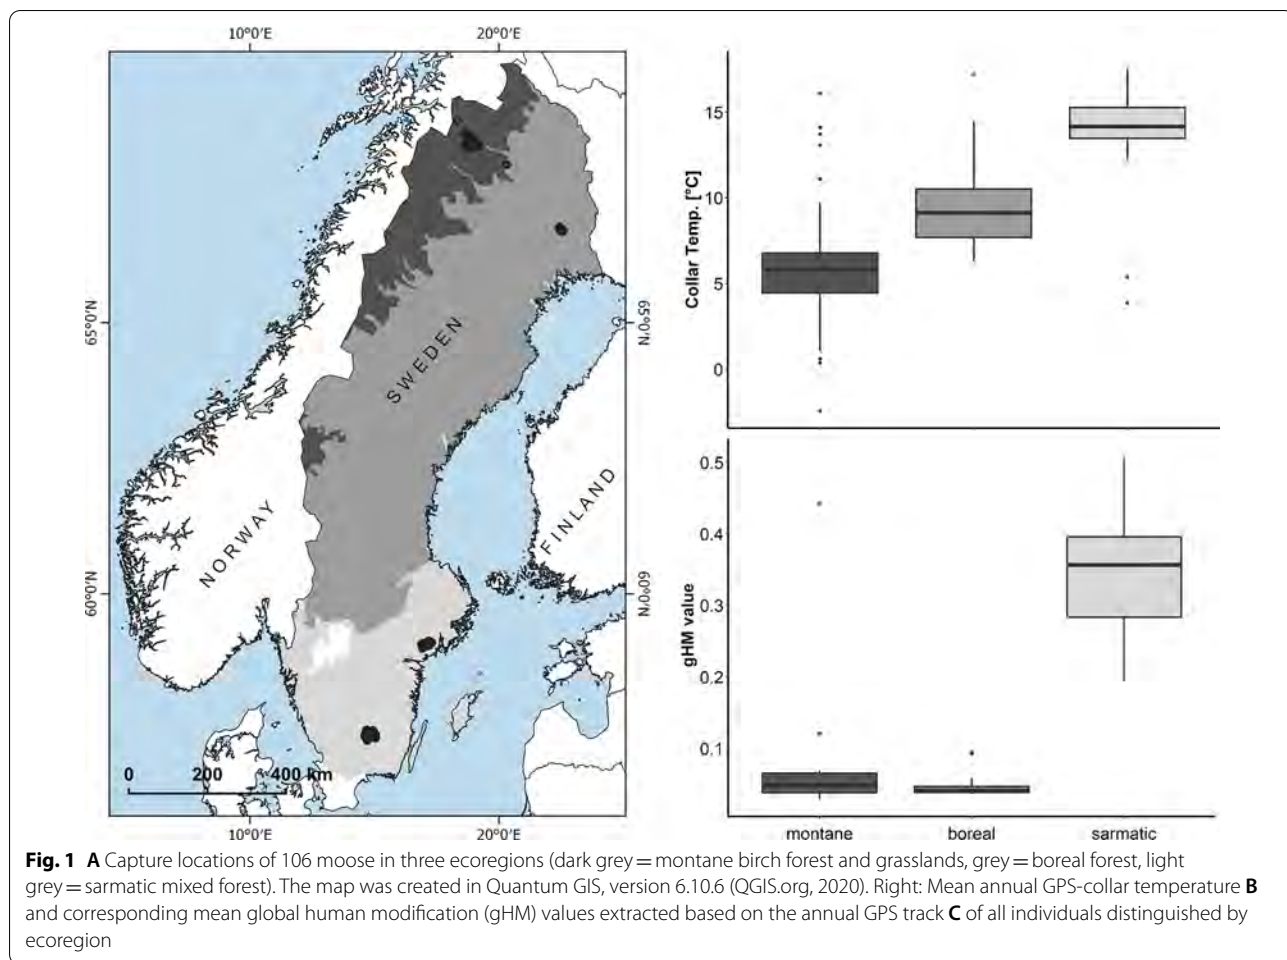 10°0'E 20°0'E
65°0'N 65°0'N
SWEDEN
NORWAY
FINLAND
60°0'N 60°0'N
0 200 400 km
10°0'E 20°0'E
Collar Temp. [°C]
15
10
5
0
gHM value
0.5
0.4
0.3
0.2
0.1
montane boreal sarmatic
Fig. 1 A Capture locations of 106 moose in three ecoregions (dark grey = montane birch forest and grasslands, grey = boreal forest, light
grey = sarmatic mixed forest). The map was created in Quantum GIS, version 6.10.6 (QGIS.org, 2020). Right: Mean annual GPS-collar temperature B
and corresponding mean global human modification (gHM) values extracted based on the annual GPS track C of all individuals distinguished by
ecoregion